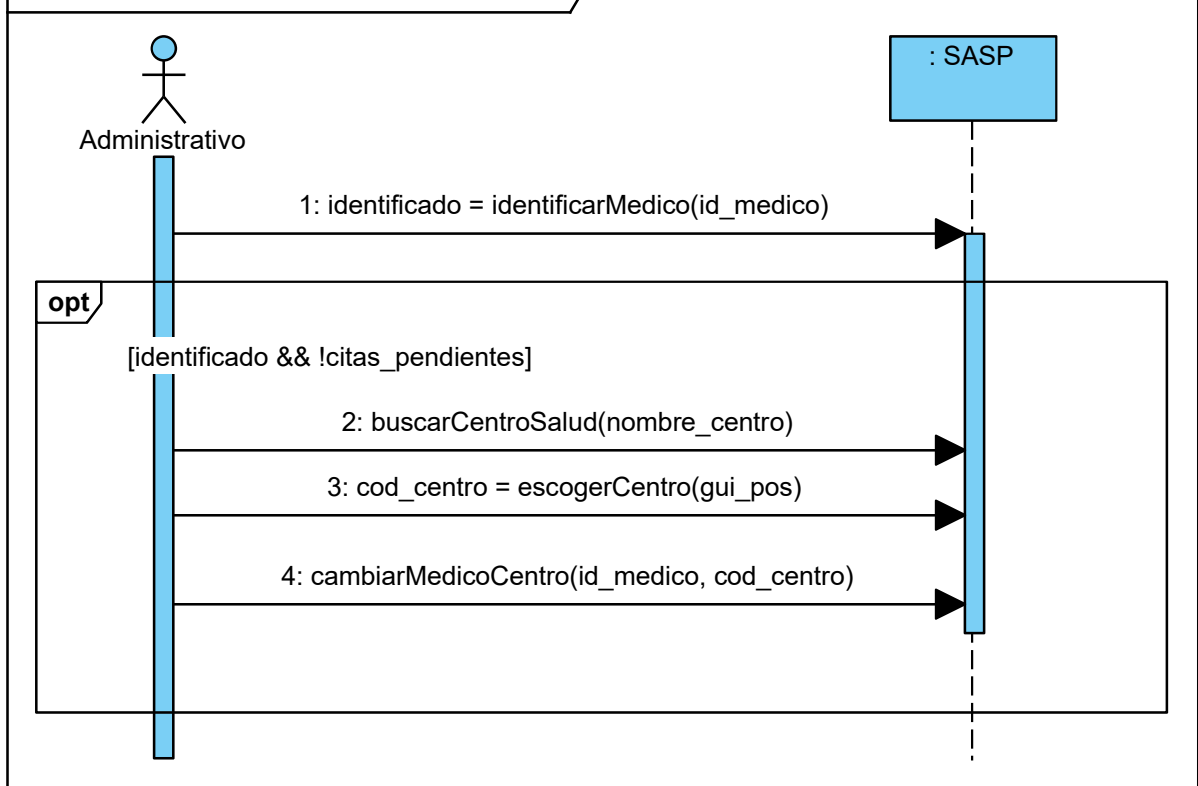 : SASP
Administrativo
1: identificado = identificarMedico(id_medico)
opt
[identificado && !citas_pendientes]
2: buscarCentroSalud(nombre_centro)
3: cod_centro = escogerCentro(gui_pos)
4: cambiarMedicoCentro(id_medico, cod_centro)